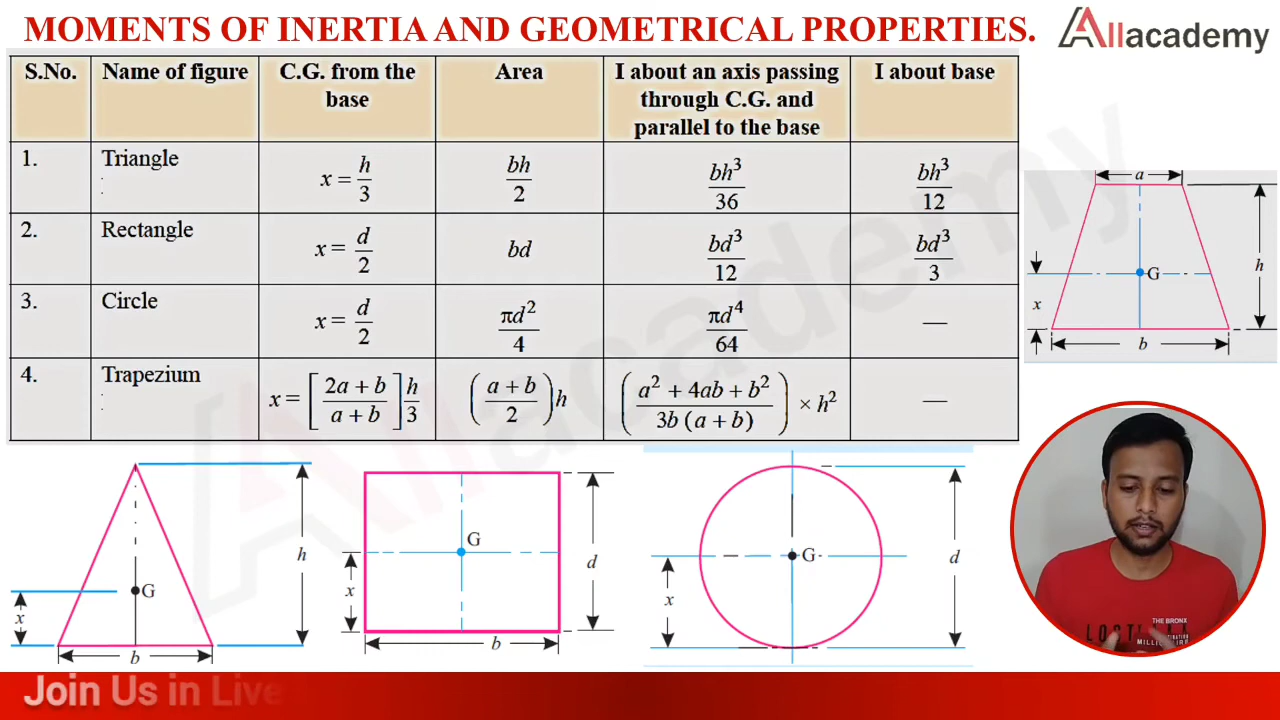 MOMENTS OF INERTIA AND GEOMETRICAL PROPERTIES.
Allacademy
S.No.
Name of figure
C.G. from the
base
Area
I about an axis passing
through C.G. and
parallel to the base
I about base
1.
Triangle
x = h/3
bh/2
bh³/36
bh³/12
2.
Rectangle
x = d/2
bd
bd³/12
bd³/3
3.
Circle
x = d/2
πd²/4
πd⁴/64
—
4.
Trapezium
x = [2a + b / a + b] h/3
(a + b / 2) h
(a² + 4ab + b² / 3b (a + b)) × h²
—
a
G
h
x
b
G
h
x
b
G
d
x
b
G
d
x
Allacademy
THE BRONX
Join Us in Live